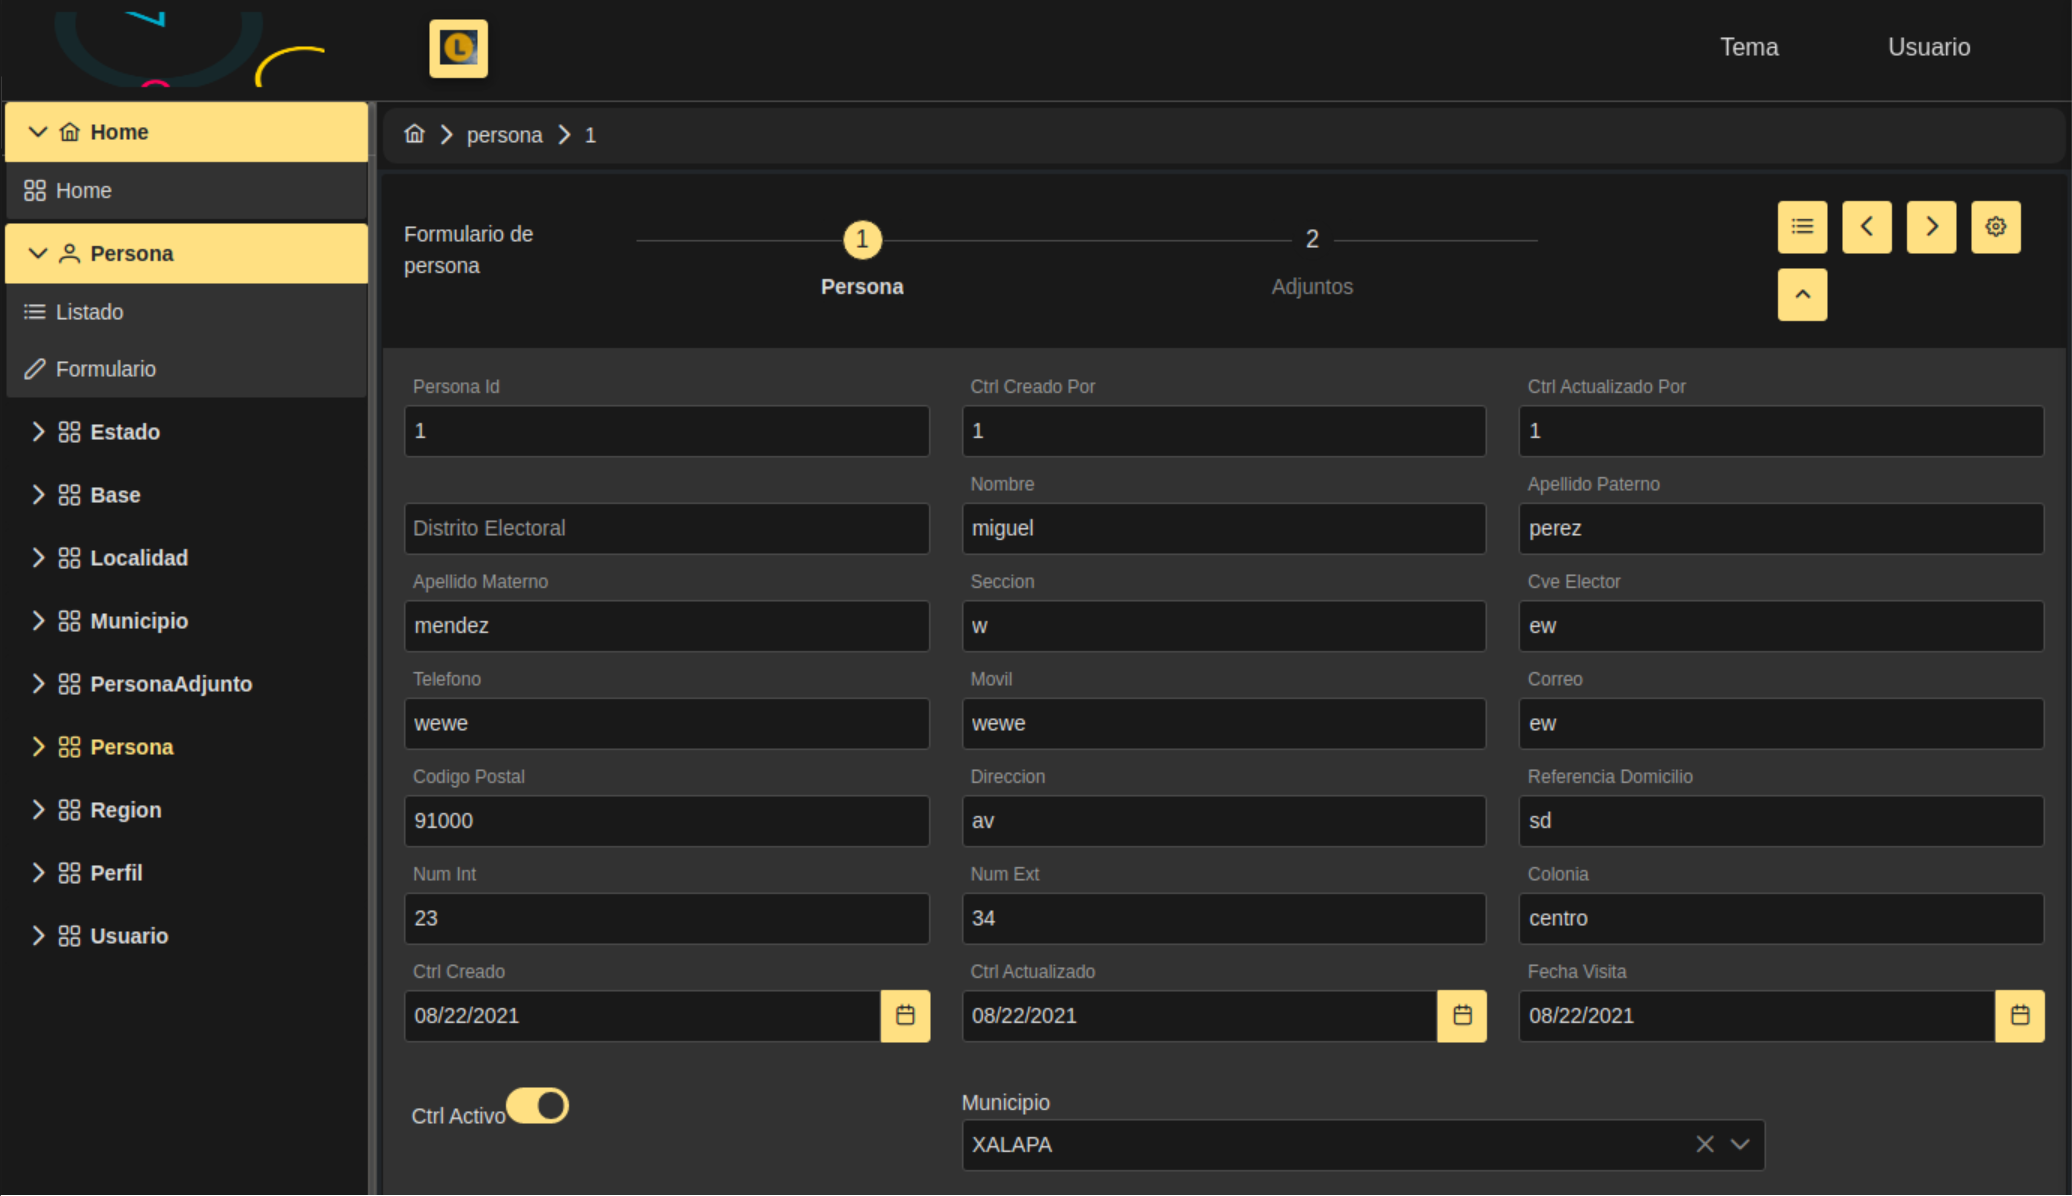 L
Tema
Usuario
Home
Home
Persona
Listado
Formulario
Estado
Base
Localidad
Municipio
PersonaAdjunto
Persona
Region
Perfil
Usuario
persona
1
Formulario de
persona
1
Persona
2
Adjuntos
Persona Id
1
Ctrl Creado Por
1
Ctrl Actualizado Por
1
Distrito Electoral
Nombre
miguel
Apellido Paterno
perez
Apellido Materno
mendez
Seccion
w
Cve Elector
ew
Telefono
wewe
Movil
wewe
Correo
ew
Codigo Postal
91000
Direccion
av
Referencia Domicilio
sd
Num Int
23
Num Ext
34
Colonia
centro
Ctrl Creado
08/22/2021
Ctrl Actualizado
08/22/2021
Fecha Visita
08/22/2021
Ctrl Activo
Municipio
XALAPA